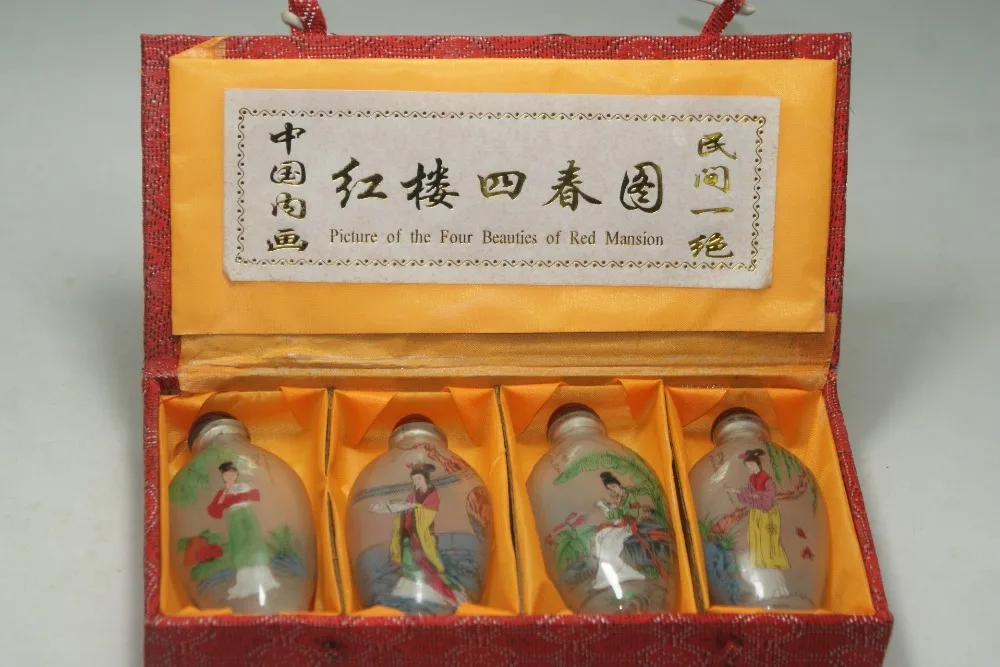 中国内画
红楼四春图
Picture of the Four Beauties of Red Mansion
民间一绝